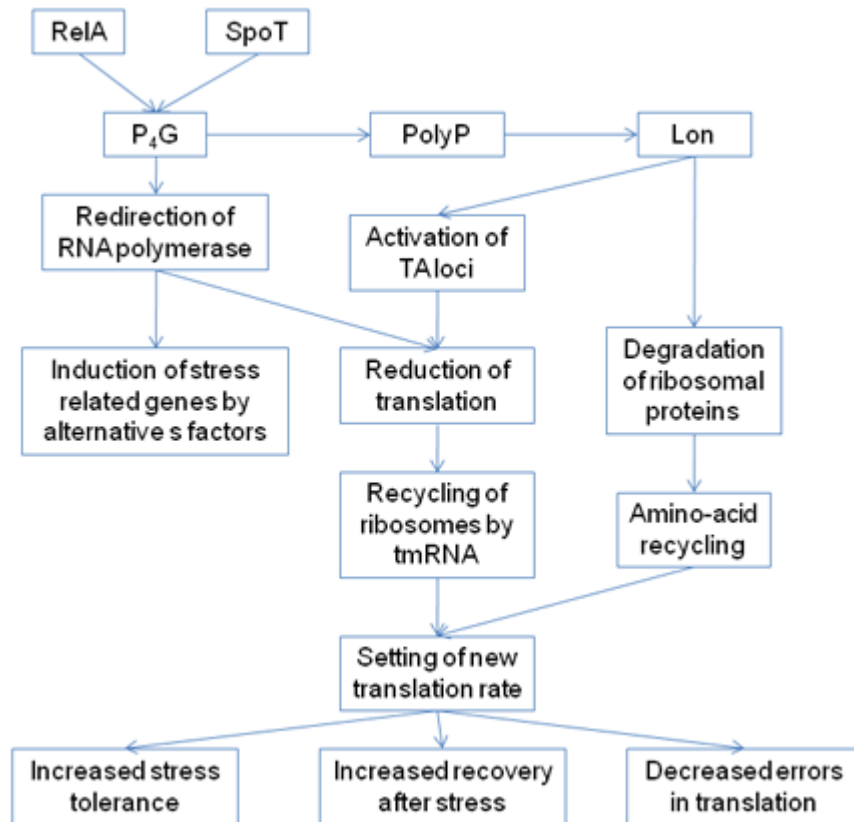 RelA
SpoT
P₄G
PolyP
Lon
Redirection of
RNA polymerase
Activation of
TA loci
Induction of stress
related genes by
alternative s factors
Reduction of
translation
Degradation
of ribosomal
proteins
Recycling of
ribosomes by
tmRNA
Amino-acid
recycling
Setting of new
translation rate
Increased stress
tolerance
Increased recovery
after stress
Decreased errors
in translation